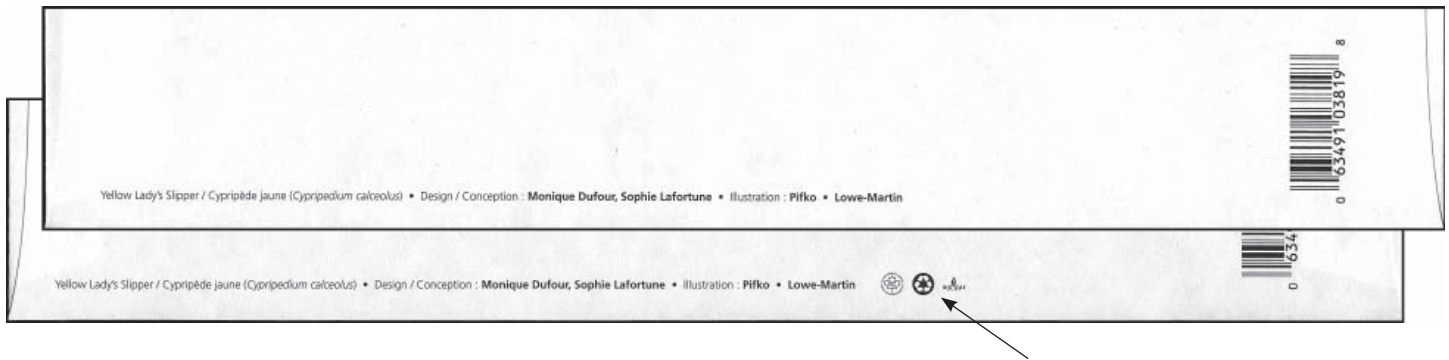 0 63491 03819 8
Yellow Lady's Slipper / Cypripède jaune (Cypripedium calceolus) • Design / Conception : Monique Dufour, Sophie Lafortune • Illustration : Pifko • Lowe-Martin
0 634
Yellow Lady's Slipper / Cypripède jaune (Cypripedium calceolus) • Design / Conception : Monique Dufour, Sophie Lafortune • Illustration : Pifko • Lowe-Martin